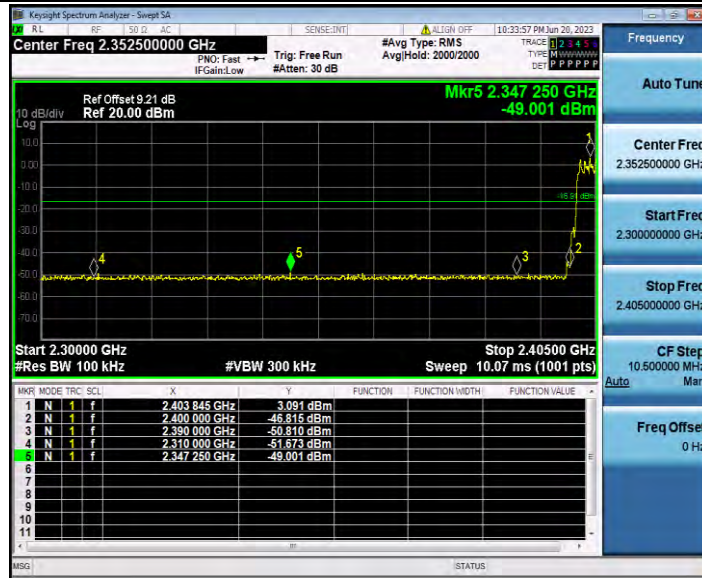 Keysight Spectrum Analyzer - Swept SA
RL RF 50 Ω AC SENSE:INT ALIGN OFF 10:33:57 PM Jun 20, 2023
Center Freq 2.352500000 GHz
PNO: Fast
IFGain:Low
Trig: Free Run
#Atten: 30 dB
#Avg Type: RMS
Avg|Hold: 2000/2000
TRACE 1 2 3 4 5 6
TYPE M W W W W W
DET P P P P P P
Ref Offset 9.21 dB
Ref 20.00 dBm
10 dB/div
Log
Mkr5 2.347 250 GHz
-49.001 dBm
10.0
0.00
-10.0
-20.0
-30.0
-40.0
-50.0
-60.0
-70.0
1
2
3
4
5
Start 2.30000 GHz
Stop 2.40500 GHz
#Res BW 100 kHz
#VBW 300 kHz
Sweep 10.07 ms (1001 pts)
MKR MODE TRC SCL X Y FUNCTION FUNCTION WIDTH FUNCTION VALUE
1 N 1 f 2.403 845 GHz 3.091 dBm
2 N 1 f 2.400 000 GHz -46.815 dBm
3 N 1 f 2.390 000 GHz -50.810 dBm
4 N 1 f 2.310 000 GHz -51.673 dBm
5 N 1 f 2.347 250 GHz -49.001 dBm
6
7
8
9
10
11
MSG
STATUS
Frequency
Auto Tune
Center Freq
2.352500000 GHz
Start Freq
2.300000000 GHz
Stop Freq
2.405000000 GHz
CF Step
10.500000 MHz
Auto Man
Freq Offset
0 Hz